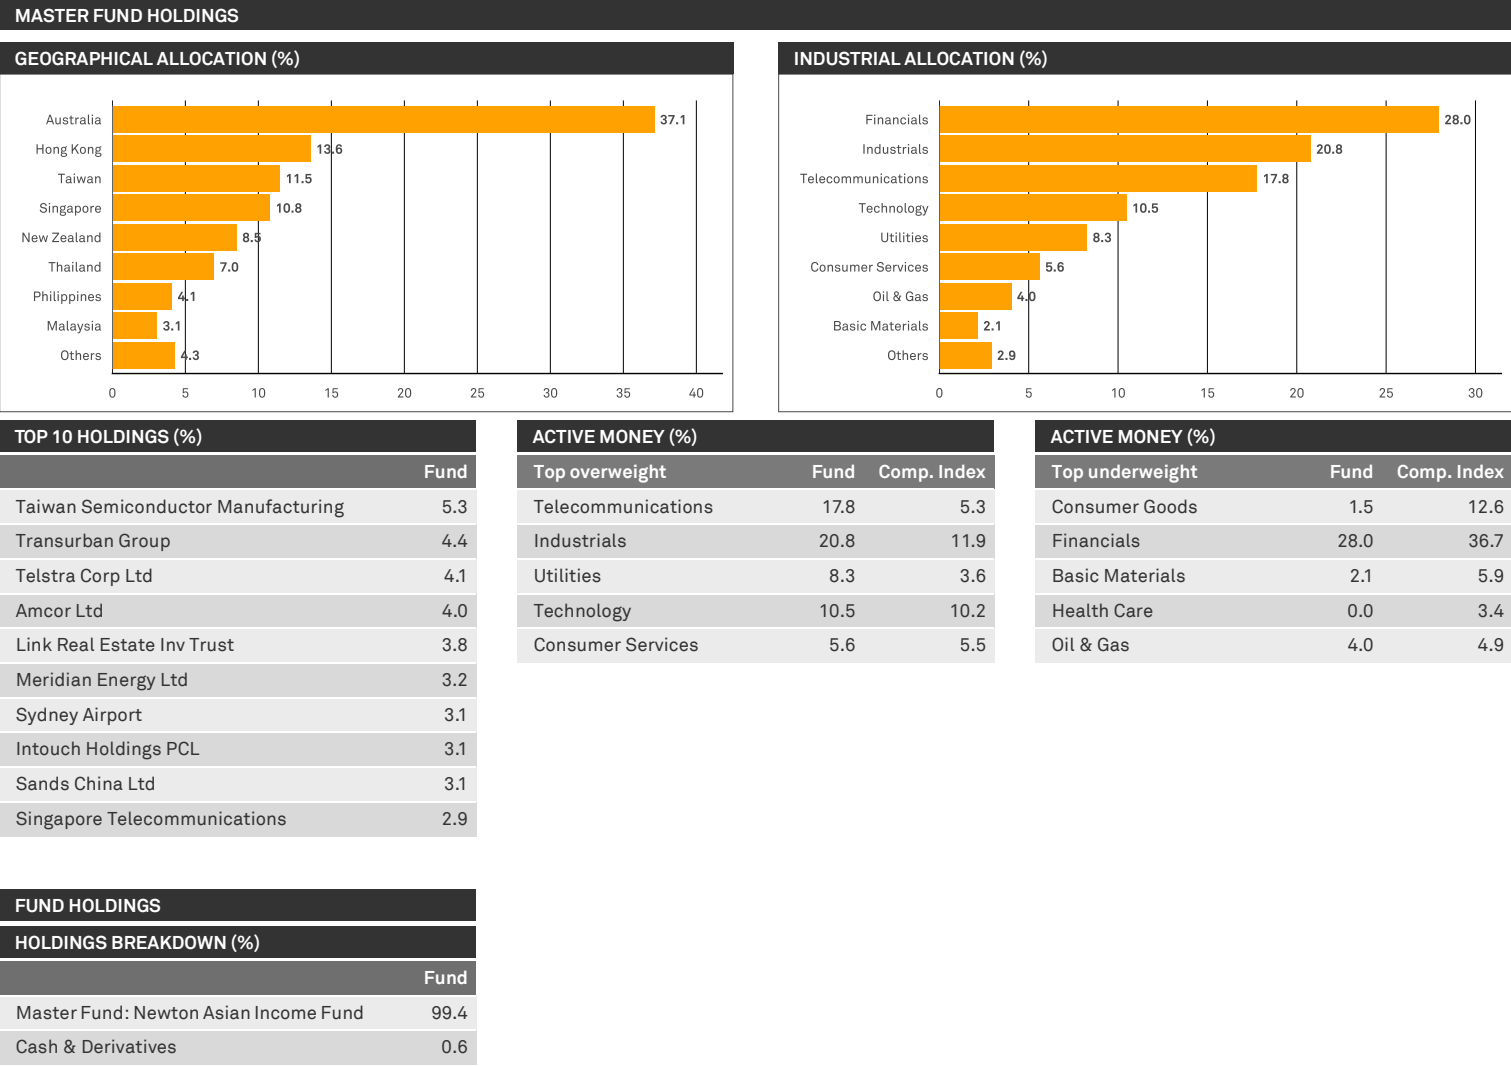 MASTER FUND HOLDINGS
GEOGRAPHICAL ALLOCATION (%)
Australia 37.1
Hong Kong 13.6
Taiwan 11.5
Singapore 10.8
New Zealand 8.5
Thailand 7.0
Philippines 4.1
Malaysia 3.1
Others 4.3
0 5 10 15 20 25 30 35 40
INDUSTRIAL ALLOCATION (%)
Financials 28.0
Industrials 20.8
Telecommunications 17.8
Technology 10.5
Utilities 8.3
Consumer Services 5.6
Oil & Gas 4.0
Basic Materials 2.1
Others 2.9
0 5 10 15 20 25 30
TOP 10 HOLDINGS (%)
Fund
Taiwan Semiconductor Manufacturing 5.3
Transurban Group 4.4
Telstra Corp Ltd 4.1
Amcor Ltd 4.0
Link Real Estate Inv Trust 3.8
Meridian Energy Ltd 3.2
Sydney Airport 3.1
Intouch Holdings PCL 3.1
Sands China Ltd 3.1
Singapore Telecommunications 2.9
ACTIVE MONEY (%)
Top overweight Fund Comp. Index
Telecommunications 17.8 5.3
Industrials 20.8 11.9
Utilities 8.3 3.6
Technology 10.5 10.2
Consumer Services 5.6 5.5
ACTIVE MONEY (%)
Top underweight Fund Comp. Index
Consumer Goods 1.5 12.6
Financials 28.0 36.7
Basic Materials 2.1 5.9
Health Care 0.0 3.4
Oil & Gas 4.0 4.9
FUND HOLDINGS
HOLDINGS BREAKDOWN (%)
Fund
Master Fund: Newton Asian Income Fund 99.4
Cash & Derivatives 0.6